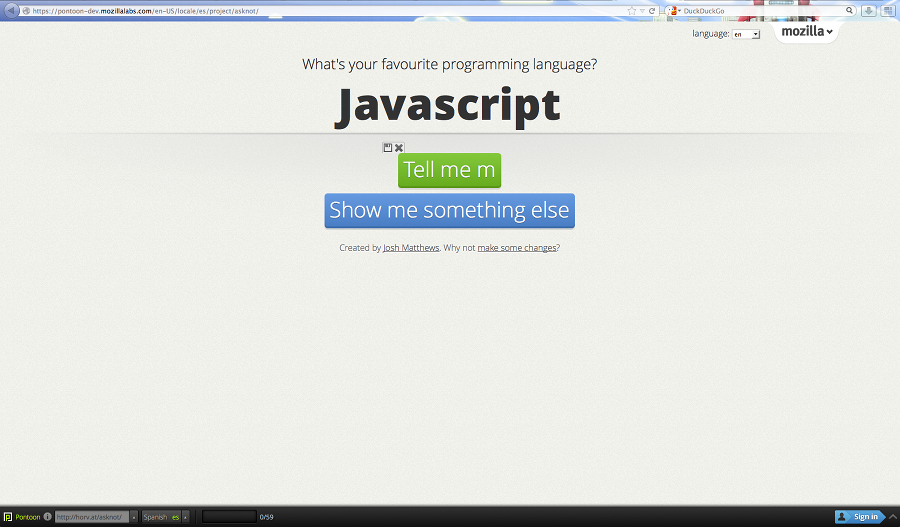 https://pontoon-dev.mozillalabs.com/en-US/locale/es/project/asknot/
DuckDuckGo
language: en
mozilla
What's your favourite programming language?
Javascript
Tell me m
Show me something else
Created by Josh Matthews. Why not make some changes?
Pontoon http://horv.at/asknot/ Spanish es 0/59 Sign in